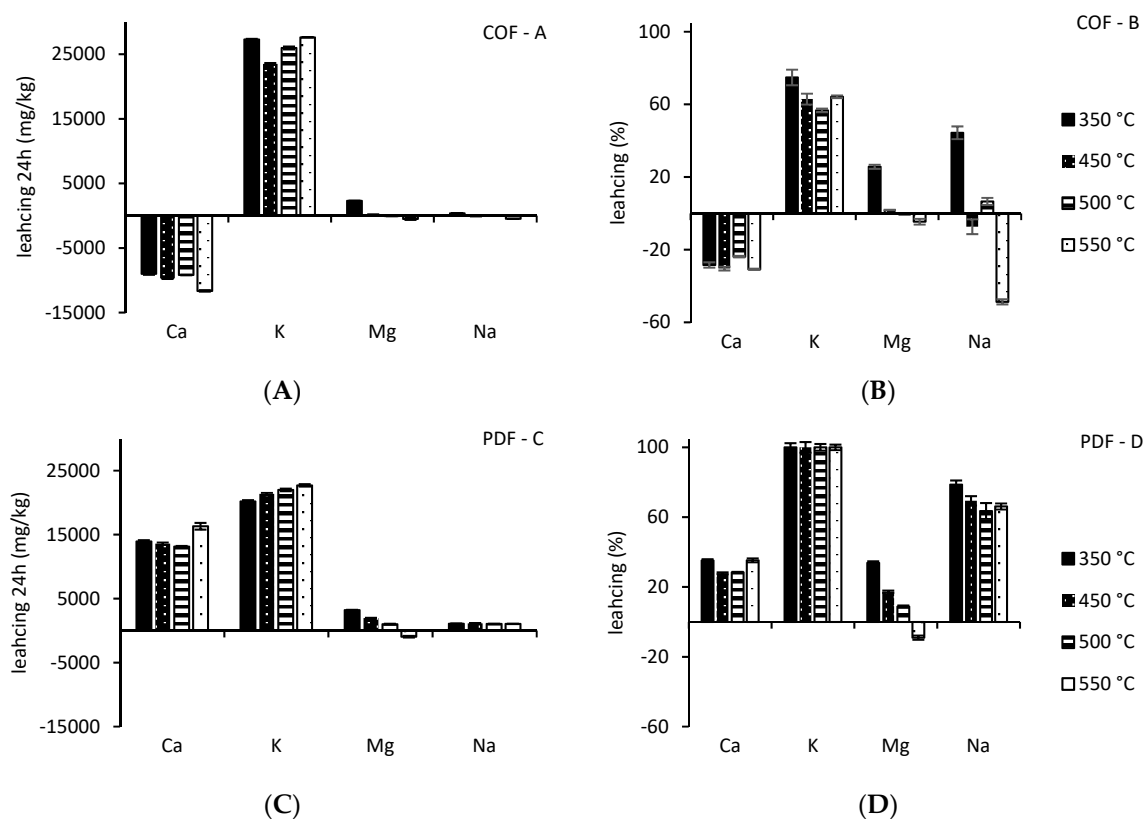 COF - A
leahcing 24h (mg/kg)
25000
15000
5000
-5000
-15000
Ca K Mg Na
(A)
COF - B
leahcing (%)
100
60
20
-20
-60
Ca K Mg Na
350 °C
450 °C
500 °C
550 °C
(B)
PDF - C
leahcing 24h (mg/kg)
25000
15000
5000
-5000
-15000
Ca K Mg Na
(C)
PDF - D
leahcing (%)
100
60
20
-20
-60
Ca K Mg Na
350 °C
450 °C
500 °C
550 °C
(D)